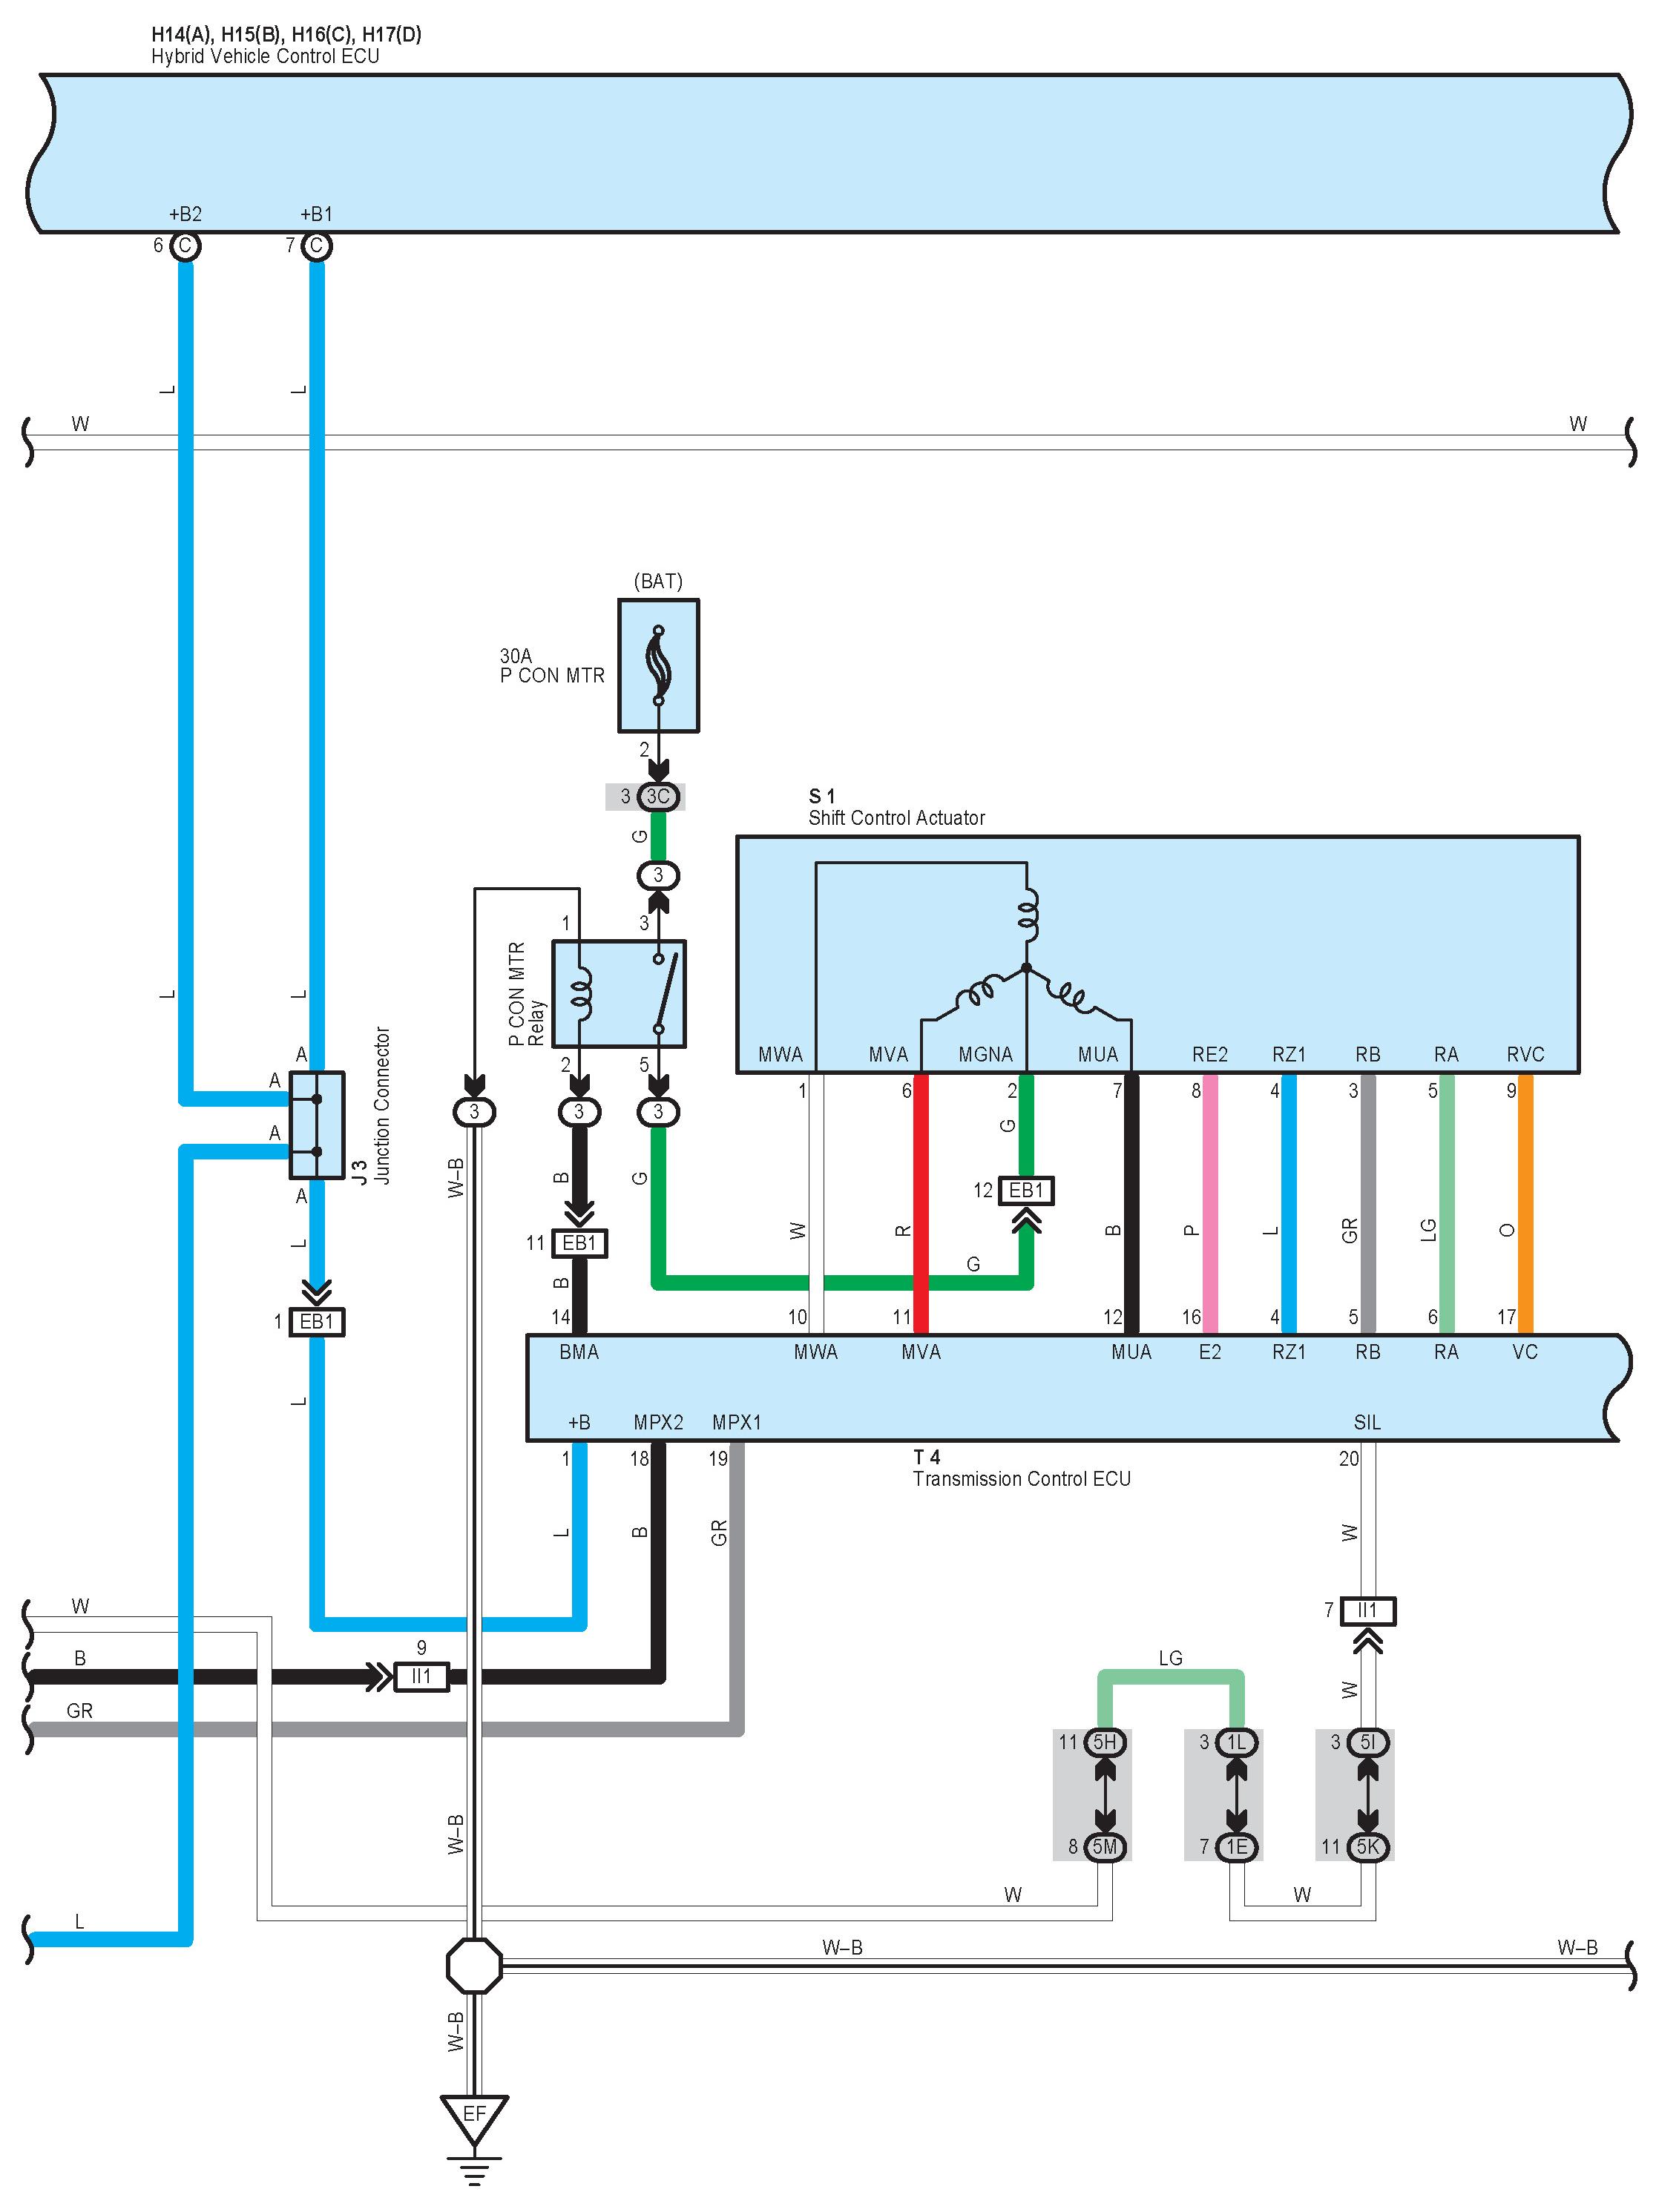 H14(A), H15(B), H16(C), H17(D)
Hybrid Vehicle Control ECU
+B2 +B1
6 C 7 C
L L
W W
(BAT)
30A
P CON MTR
2
3 3C
G
3
1 3
P CON MTR
Relay
2 5
3 3 3
S 1
Shift Control Actuator
MWA MVA MGNA MUA RE2 RZ1 RB RA RVC
1 6 2 7 8 4 3 5 9
L L
A
A
A
A
J 3
Junction Connector
W–B B G
G
12 EB1
W R B P L GR LG O
11 EB1
G
B
L
1 EB1
14 10 11 12 16 4 5 6 17
BMA MWA MVA MUA E2 RZ1 RB RA VC
L
+B MPX2 MPX1 SIL
1 18 19 20
T 4
Transmission Control ECU
L B GR W
W
7 II1
9
B II1
LG W
GR
11 5H 3 1L 3 5I
W–B
8 5M 7 1E 11 5K
W W
L
W–B W–B
W–B
EF